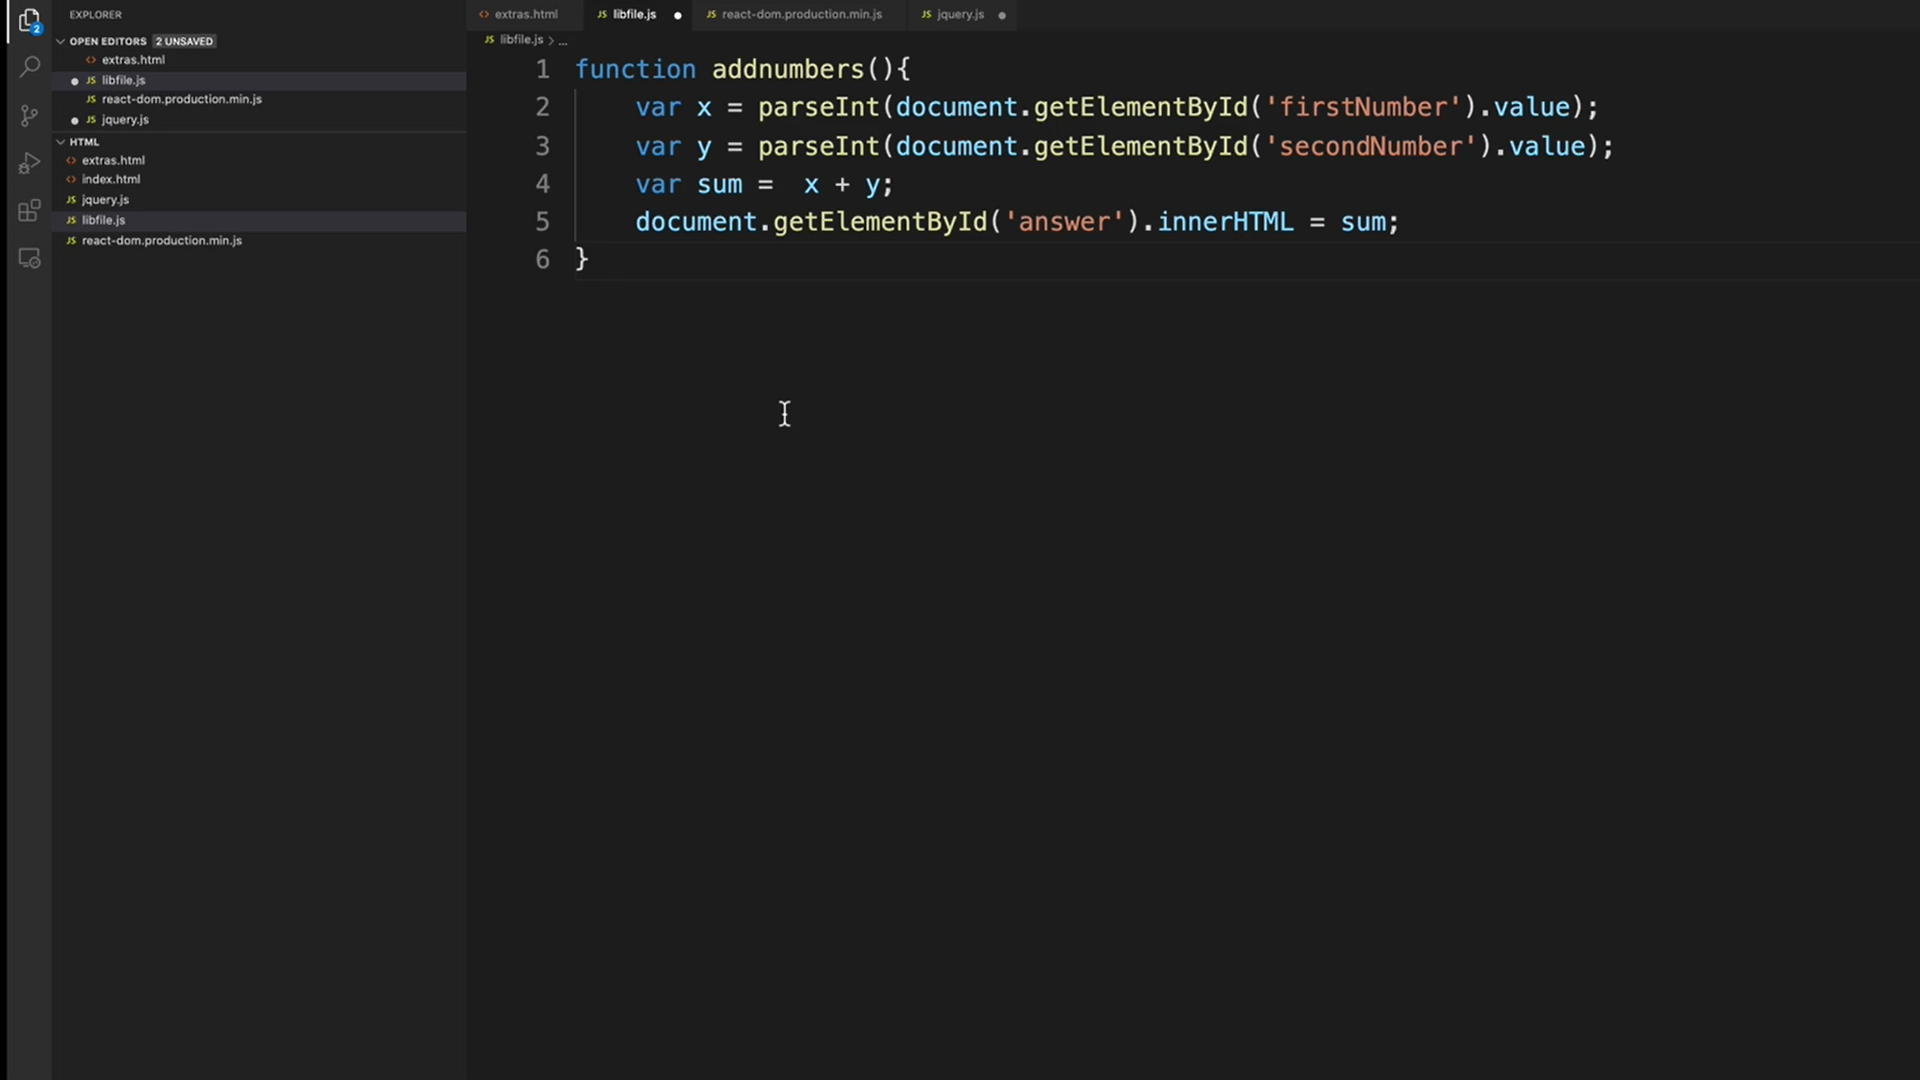 EXPLORER
OPEN EDITORS 2 UNSAVED
extras.html
JS libfile.js
JS react-dom.production.min.js
JS jquery.js
HTML
extras.html
index.html
JS jquery.js
JS libfile.js
JS react-dom.production.min.js
2
extras.html JS libfile.js JS react-dom.production.min.js JS jquery.js
JS libfile.js > ...
1 function addnumbers(){
2 var x = parseInt(document.getElementById('firstNumber').value);
3 var y = parseInt(document.getElementById('secondNumber').value);
4 var sum =  x + y;
5 document.getElementById('answer').innerHTML = sum;
6 }